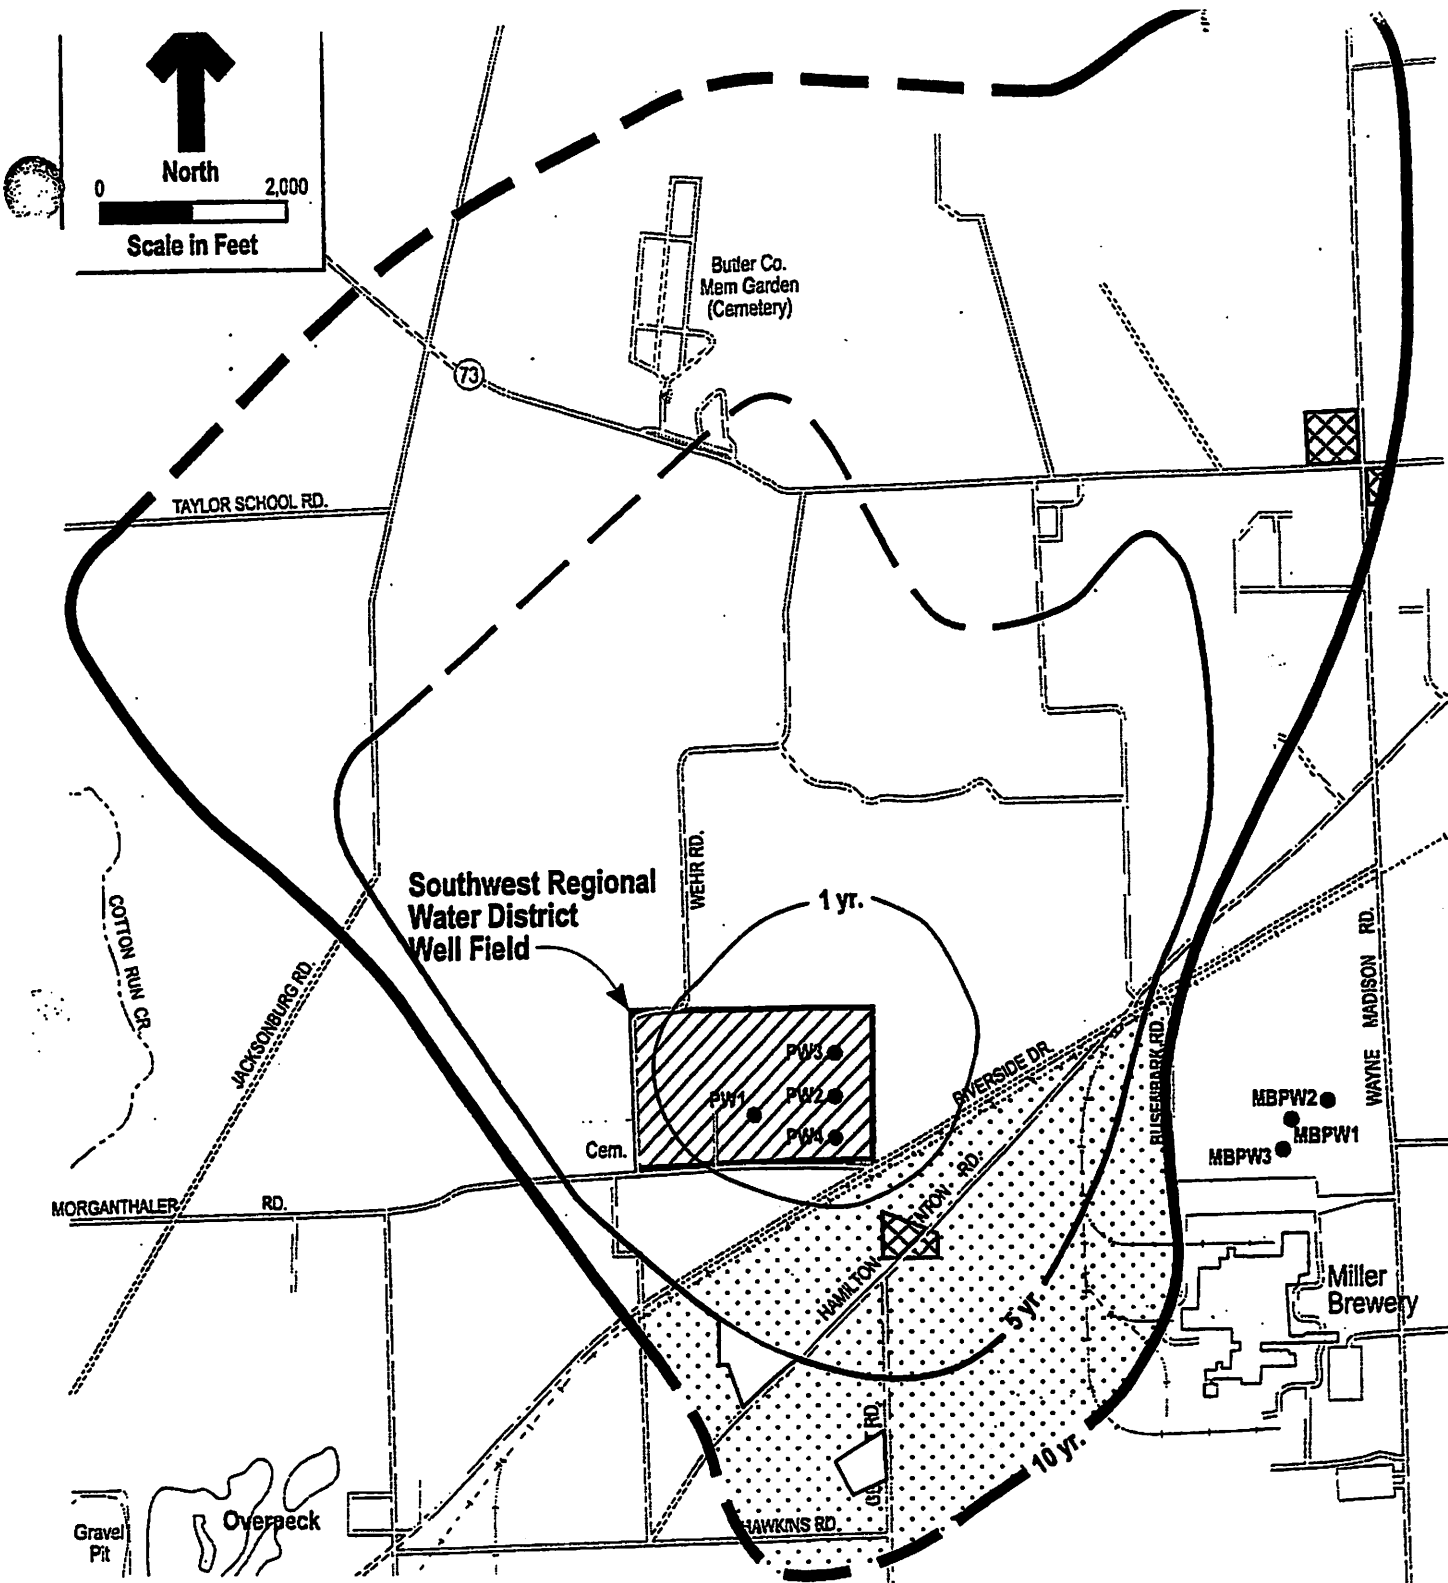 North
0 2,000
Scale in Feet
Butler Co.
Mem Garden
(Cemetery)
73
TAYLOR SCHOOL RD.
WEHR RD.
Southwest Regional
Water District
Well Field
1 yr.
COTTON RUN CR.
JACKSONBURG RD.
WAYNE MADISON RD.
PW3
PW1
PW2
PW4
RIVERSIDE DR.
BUSENBARK RD.
MBPW2
MBPW1
MBPW3
Cem.
MORGANTHALER RD.
HAMILTON RD.
5 yr.
Miller
Brewery
RD.
10 yr.
HAWKINS RD.
Gravel
Pit
Overpeck